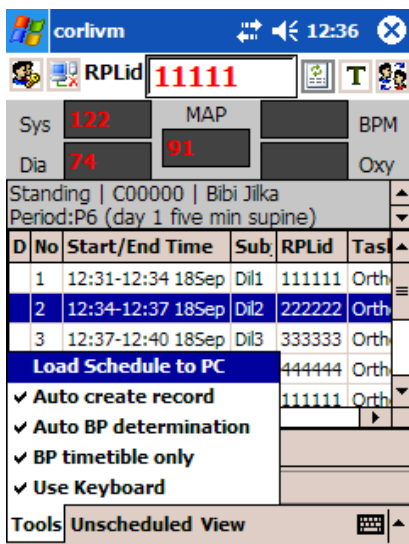 corlivm 12:36
RPLid 11111 T
Sys 122 MAP BPM
91
Dia 74 Oxy
Standing | C00000 | Bibi Jilka
Period:P6 (day 1 five min supine)
D No Start/End Time Sub RPLid Tas
1 12:31-12:34 18Sep Dil1 111111 Orth
2 12:34-12:37 18Sep Dil2 222222 Orth
3 12:37-12:40 18Sep Dil3 333333 Orth
Load Schedule to PC 444444 Orth
Auto create record 111111 Orth
Auto BP determination
BP timetible only
Use Keyboard
Tools Unscheduled View